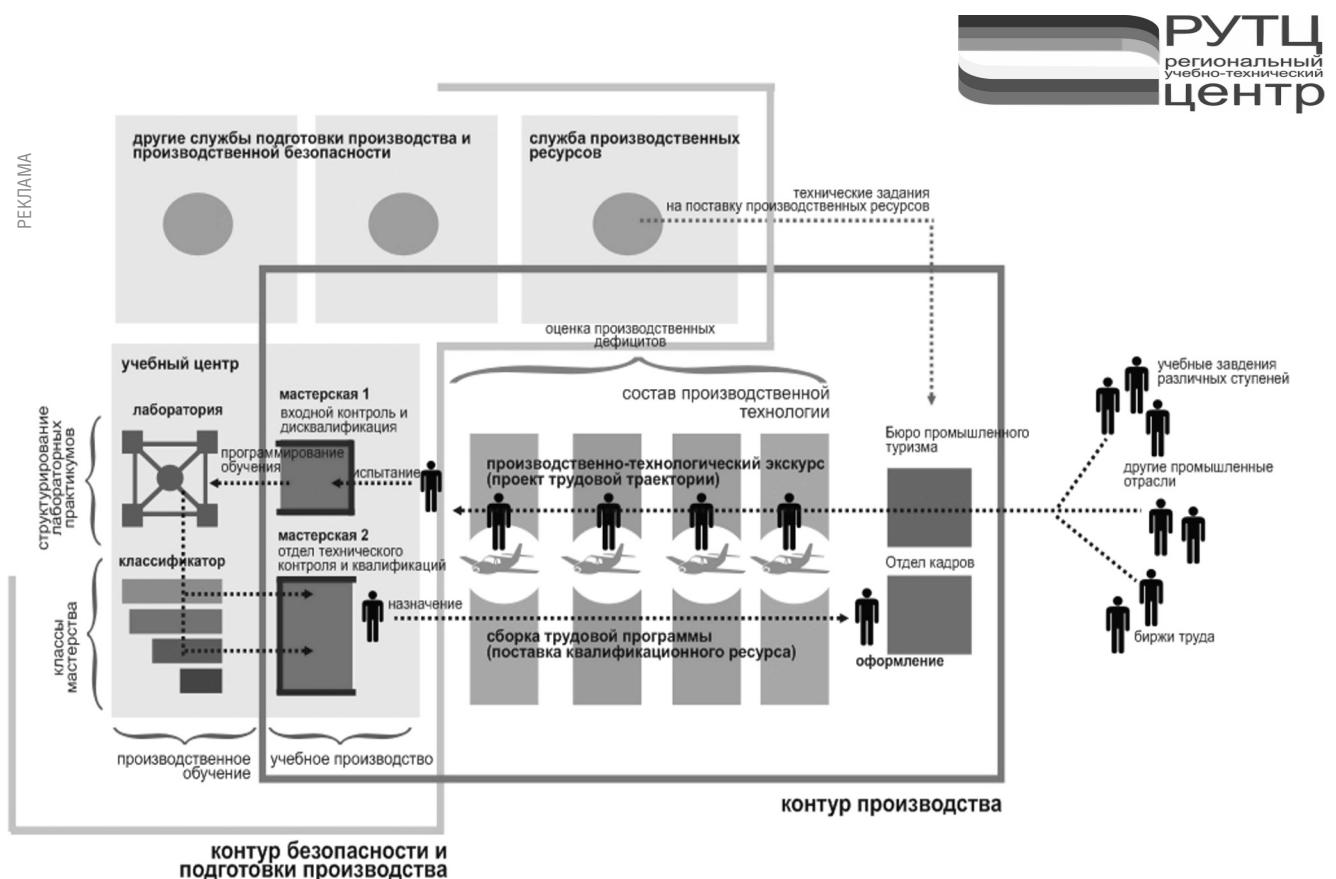 РУТЦ
региональный
учебно-технический
центр
РЕКЛАМА
другие службы подготовки производства и
производственной безопасности
служба производственных
ресурсов
технические задания
на поставку производственных ресурсов
оценка производственных
дефицитов
учебный центр
состав производственной
технологии
учебные завдения
различных ступеней
лаборатория
мастерская 1
входной контроль и
дисквалификация
программирование
обучения
испытание
производственно-технологический экскурс
(проект трудовой траектории)
Бюро промышленного
туризма
другие промышленные
отрасли
структурирование
лабораторных
практикумов
мастерская 2
отдел технического
контроля и квалификаций
классификатор
Отдел кадров
назначение
сборка трудовой программы
(поставка квалификационного ресурса)
оформление
биржи труда
классы
мастерства
производственное
обучение
учебное производство
контур производства
контур безопасности и
подготовки производства